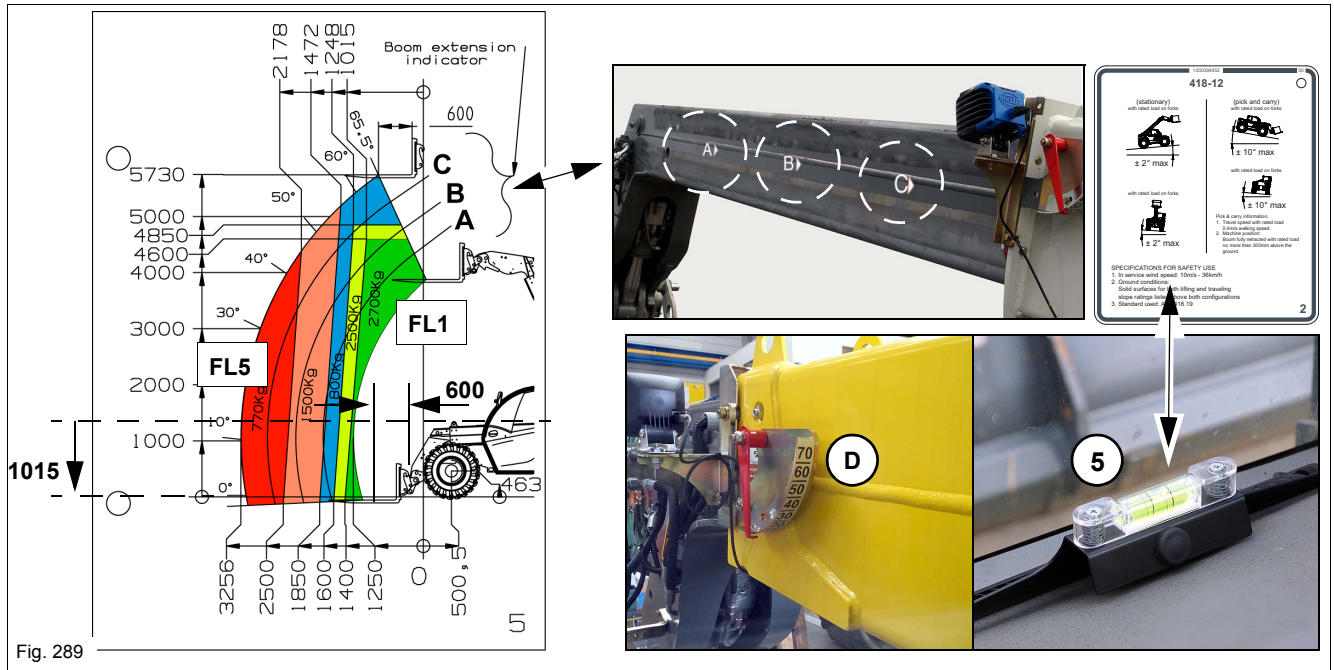 2178
1472
1248
1015
Boom extension
indicator
600
65.5°
60°
50°
40°
30°
10°
0°
C
B
A
5730
5000
4850
4600
4000
3000
2000
1000
1015
FL5
FL1
770Kg
1500Kg
1800Kg
2500Kg
2700Kg
600
463
3256
2500
1850
1600
1400
1250
0
500,5
5
Fig. 289
A
B
C
D
70
60
50
40
30
20
5
418-12
(stationary)
with rated load on forks
± 2° max
with rated load on forks
± 2° max
(pick and carry)
with rated load on forks
± 10° max
with rated load on forks
± 10° max
Pick & carry information.
1. Travel speed with rated load
0.4m/s walking speed.
2. Machine position:
Boom fully retracted with rated load
no more than 300mm above the
ground.
SPECIFICATIONS FOR SAFETY USE
1. In service wind speed: 10m/s - 36km/h
2. Ground conditions:
Solid surfaces for both lifting and traveling
slope ratings listed above both configurations
3. Standard used: 418.19
2